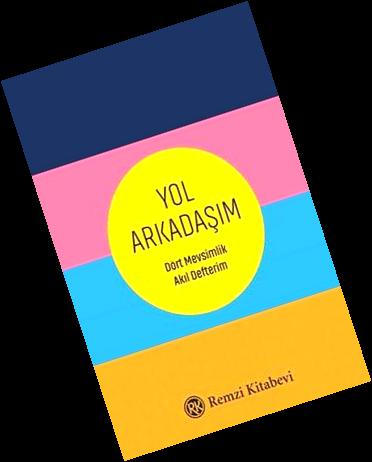 YOL
ARKADAŞIM
Dört Mevsimlik
Akıl Defterim
RK Remzi Kitabevi